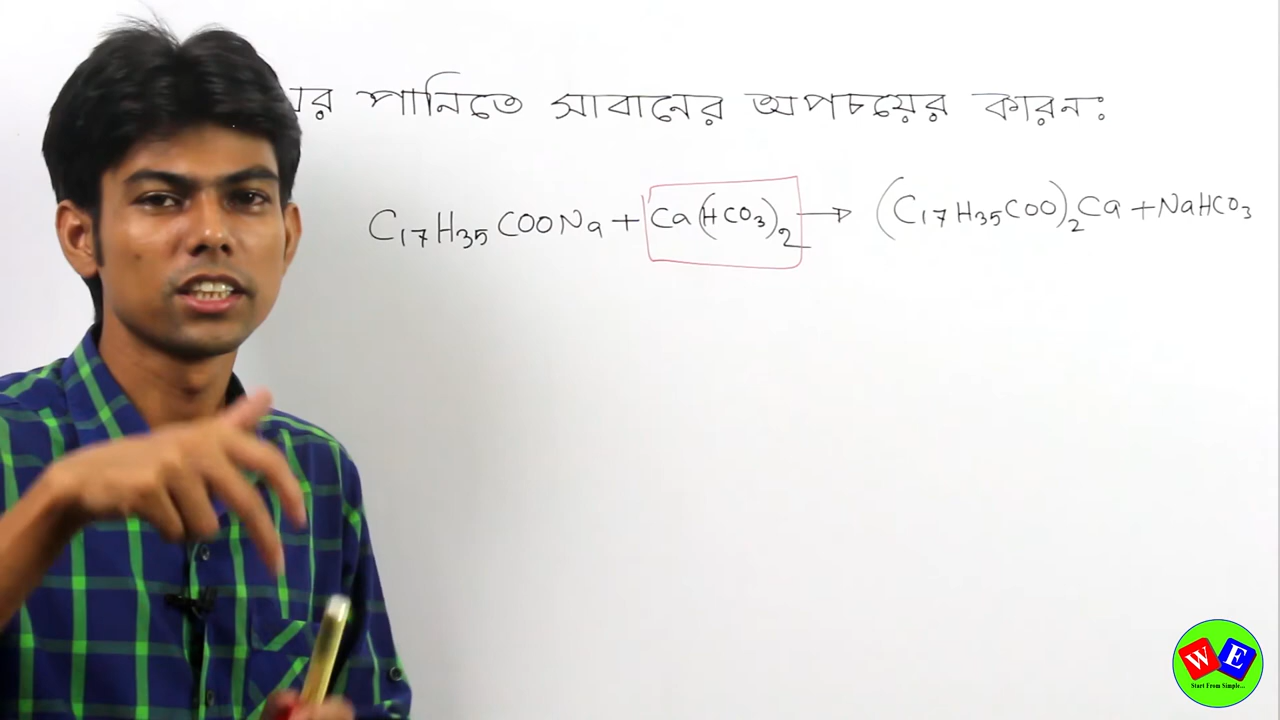 পানিতে সাবানের অপচয়ের কারনঃ
C₁₇H₃₅COONa + Ca(HCO₃)₂ → (C₁₇H₃₅COO)₂Ca + NaHCO₃
W E
Start From Simple...